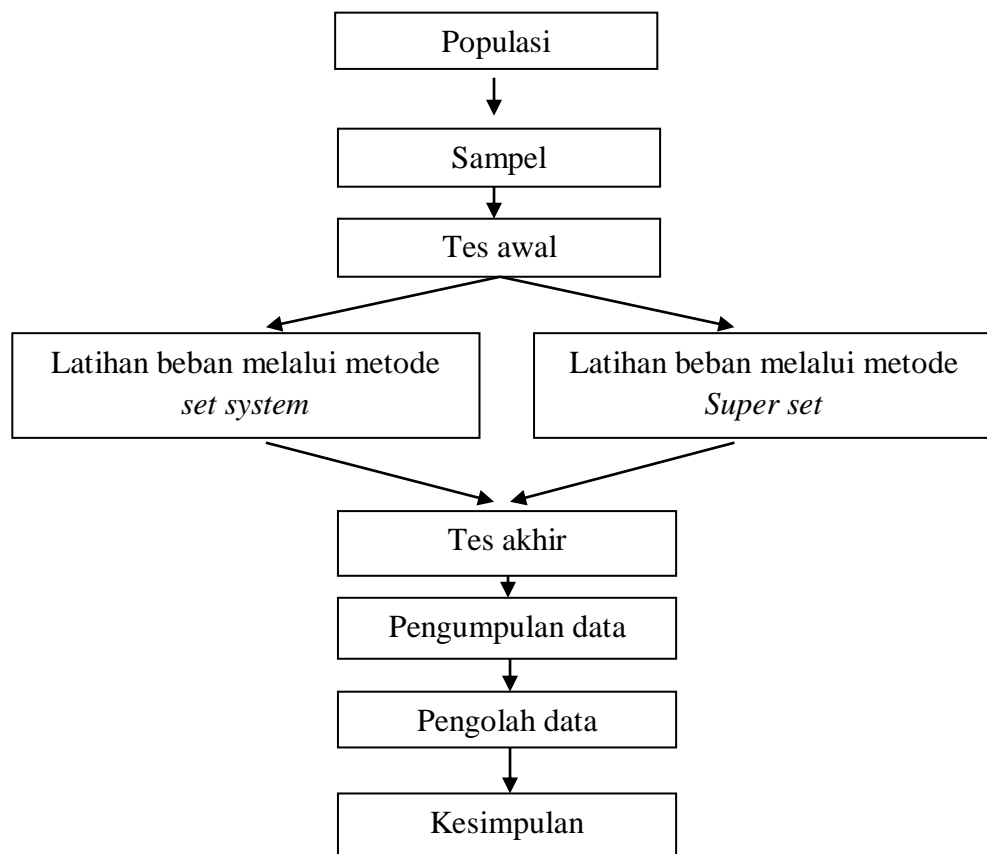 Populasi
Sampel
Tes awal
Latihan beban melalui metode
set system
Latihan beban melalui metode
Super set
Tes akhir
Pengumpulan data
Pengolah data
Kesimpulan